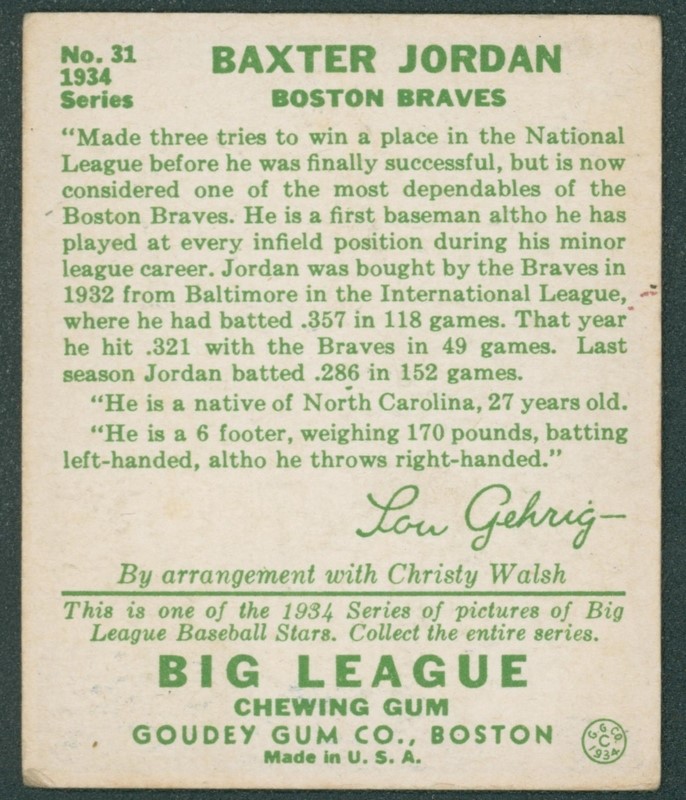 No. 31
1934
Series
BAXTER JORDAN
BOSTON BRAVES
"Made three tries to win a place in the National
League before he was finally successful, but is now
considered one of the most dependables of the
Boston Braves. He is a first baseman altho he has
played at every infield position during his minor
league career. Jordan was bought by the Braves in
1932 from Baltimore in the International League,
where he had batted .357 in 118 games. That year
he hit .321 with the Braves in 49 games. Last
season Jordan batted .286 in 152 games.
"He is a native of North Carolina, 27 years old.
"He is a 6 footer, weighing 170 pounds, batting
left-handed, altho he throws right-handed."
Lou Gehrig—
By arrangement with Christy Walsh
This is one of the 1934 Series of pictures of Big
League Baseball Stars. Collect the entire series.
BIG LEAGUE
CHEWING GUM
GOUDEY GUM CO., BOSTON
Made in U. S. A.
G. G. CO.
C
1934